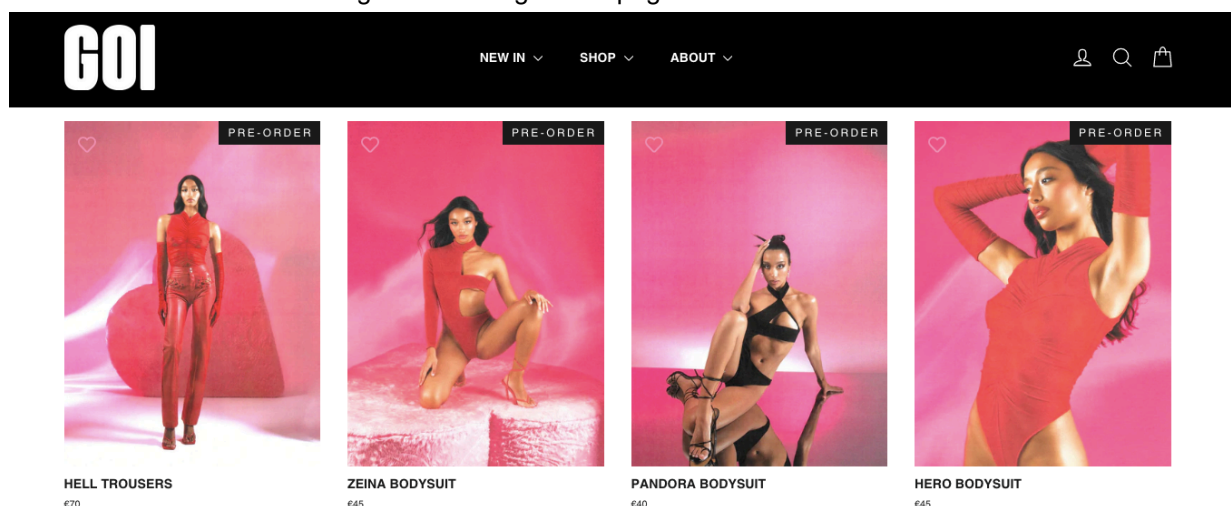 GOI
NEW IN
SHOP
ABOUT
PRE-ORDER
PRE-ORDER
PRE-ORDER
PRE-ORDER
HELL TROUSERS
€70
ZEINA BODYSUIT
€45
PANDORA BODYSUIT
€40
HERO BODYSUIT
€45